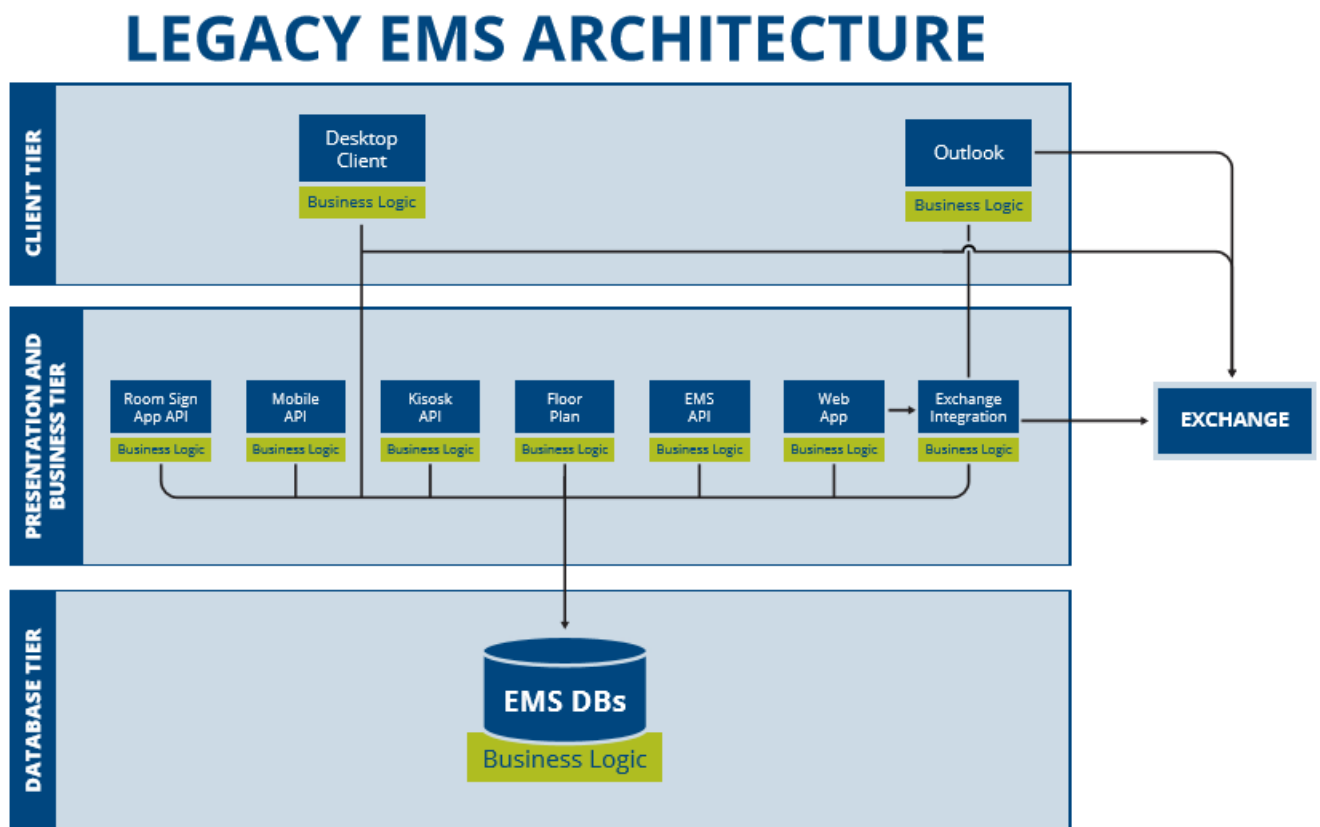 LEGACY EMS ARCHITECTURE
CLIENT TIER
Desktop
Client
Business Logic
Outlook
Business Logic
PRESENTATION AND
BUSINESS TIER
Room Sign
App API
Business Logic
Mobile
API
Business Logic
Kisosk
API
Business Logic
Floor
Plan
Business Logic
EMS
API
Business Logic
Web
App
Business Logic
Exchange
Integration
Business Logic
EXCHANGE
DATABASE TIER
EMS DBs
Business Logic